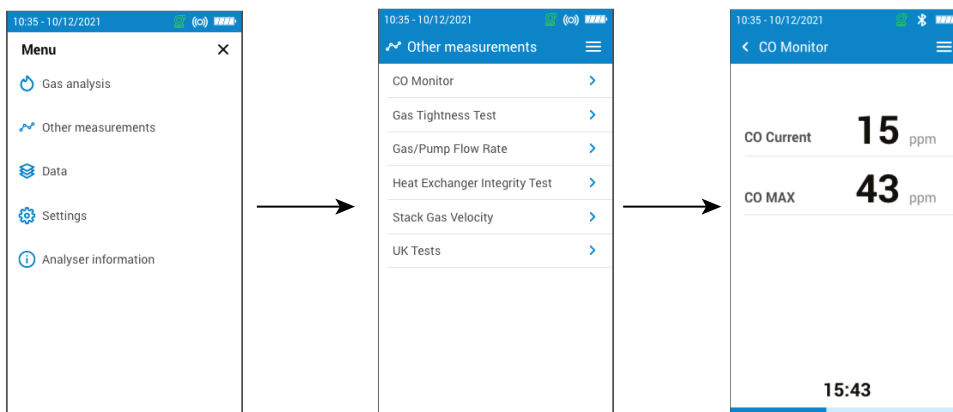 10:35 - 10/12/2021
Menu
Gas analysis
Other measurements
Data
Settings
Analyser information
10:35 - 10/12/2021
Other measurements
CO Monitor
Gas Tightness Test
Gas/Pump Flow Rate
Heat Exchanger Integrity Test
Stack Gas Velocity
UK Tests
10:35 - 10/12/2021
CO Monitor
CO Current 15 ppm
CO MAX 43 ppm
15:43